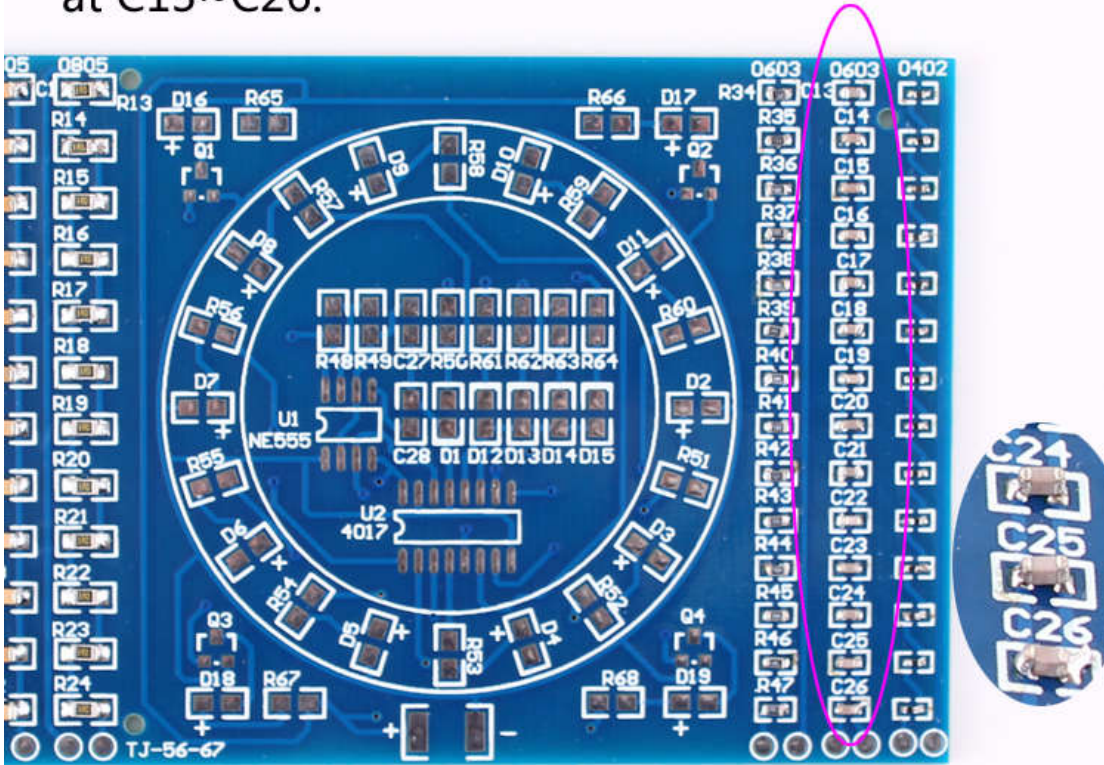 at C13~C26.
05 0805 0603 0603 0402
R13 D16 R65 R66 D17 R34 C13
R14 Q1 Q2 R35 C14
R15 D9 R58 D10 R36 C15
R57 R59
R16 D8 D11 R37 C16
R17 R38 C17
R56 R60 R39 C18
R18 R48 R49 C27 R50 R61 R62 R63 R64 R40 C19
R19 D7 D2 R41 C20
U1
NE555
C28 D1 D12 D13 D14 D15 R42 C21
R20 R55 R51 C24
R21 R43 C22
U2
4017
D6 D3 R44 C23 C25
R22 R54 R52 R45 C24
R23 Q3 D5 R53 D4 Q4 R46 C25 C26
R24 D18 R67 R68 D19 R47 C26
+ -
TJ-56-67